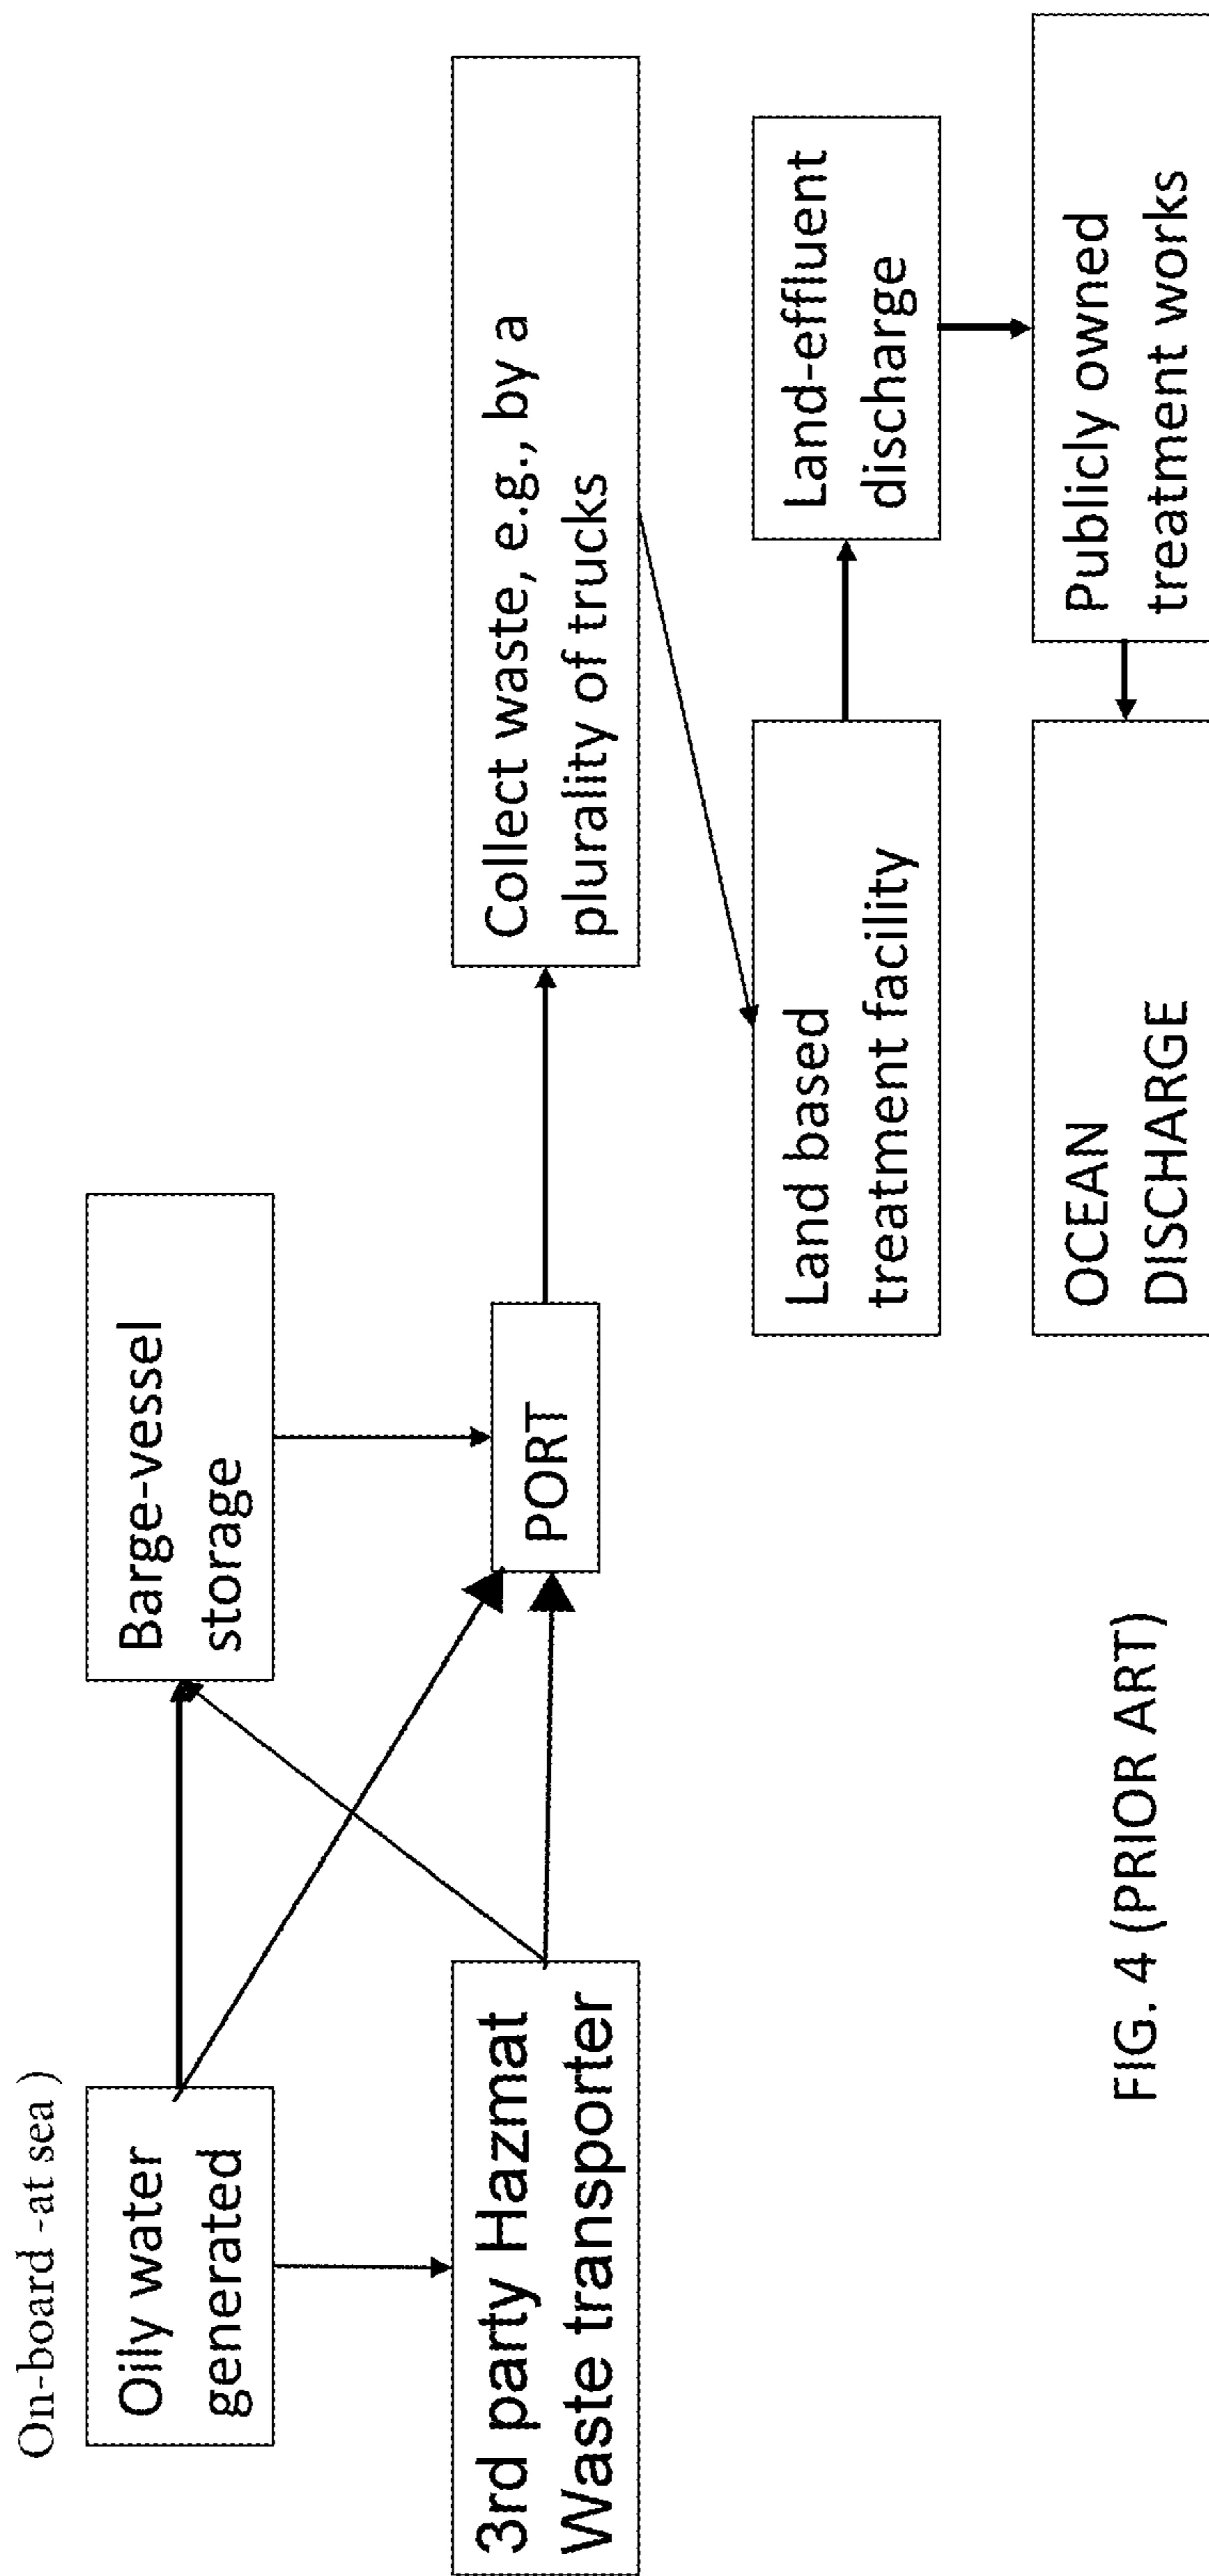 On-board -at sea )
Oily water
generated
Barge-vessel
storage
3rd party Hazmat
Waste transporter
PORT
Collect waste, e.g., by a
plurality of trucks
Land based
treatment facility
Land-effluent
discharge
OCEAN
DISCHARGE
Publicly owned
treatment works
FIG. 4 (PRIOR ART)